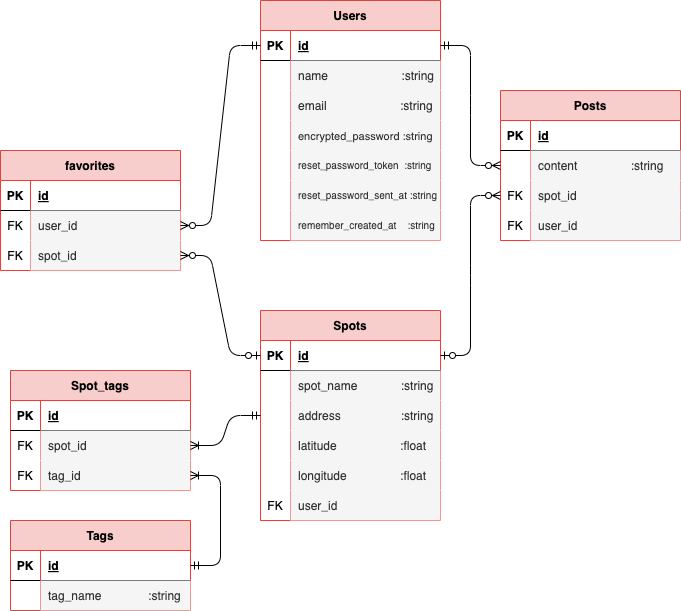 Users
PK id
name :string
email :string
encrypted_password :string
reset_password_token :string
reset_password_sent_at :string
remember_created_at :string
Posts
PK id
content :string
FK spot_id
FK user_id
favorites
PK id
FK user_id
FK spot_id
Spots
PK id
spot_name :string
address :string
latitude :float
longitude :float
FK user_id
Spot_tags
PK id
FK spot_id
FK tag_id
Tags
PK id
tag_name :string